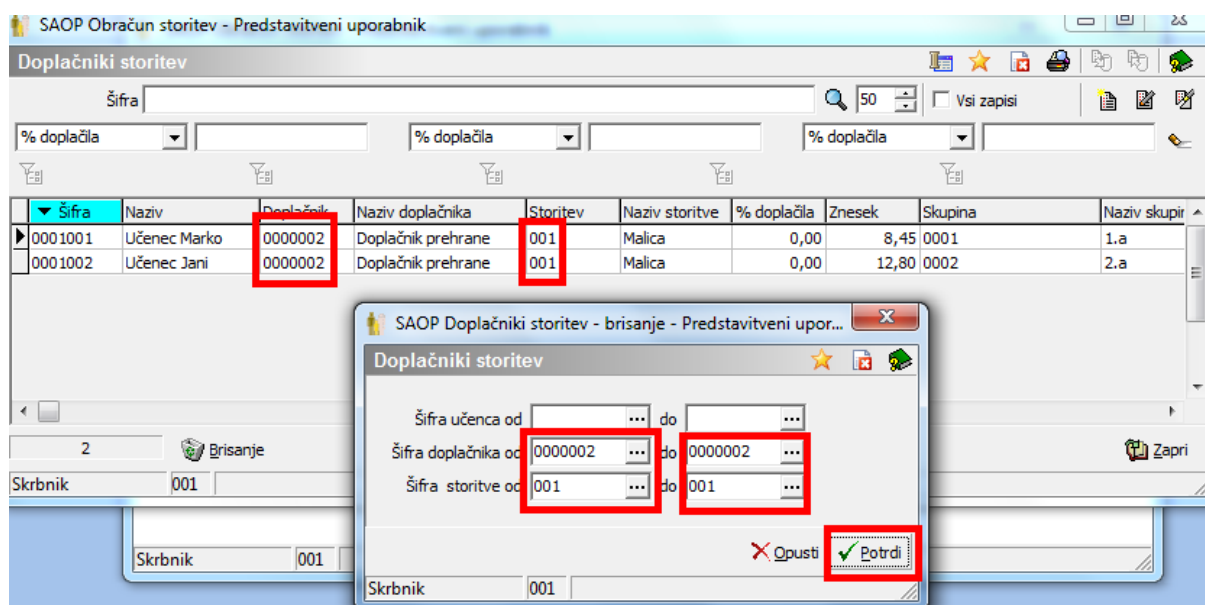 SAOP Obračun storitev - Predstavitveni uporabnik
Doplačniki storitev
Šifra 50 Vsi zapisi
% doplačila % doplačila % doplačila
Šifra Naziv Doplačnik Naziv doplačnika Storitev Naziv storitve % doplačila Znesek Skupina Naziv skupir
0001001 Učenec Marko 0000002 Doplačnik prehrane 001 Malica 0,00 8,45 0001 1.a
0001002 Učenec Jani 0000002 Doplačnik prehrane 001 Malica 0,00 12,80 0002 2.a
SAOP Doplačniki storitev - brisanje - Predstavitveni upor...
Doplačniki storitev
Šifra učenca od ... do ...
Šifra doplačnika od 0000002 ... do 0000002 ...
Šifra storitve od 001 ... do 001 ...
Opusti Potrdi
Skrbnik 001
2 Brisanje Zapri
Skrbnik 001
Skrbnik 001